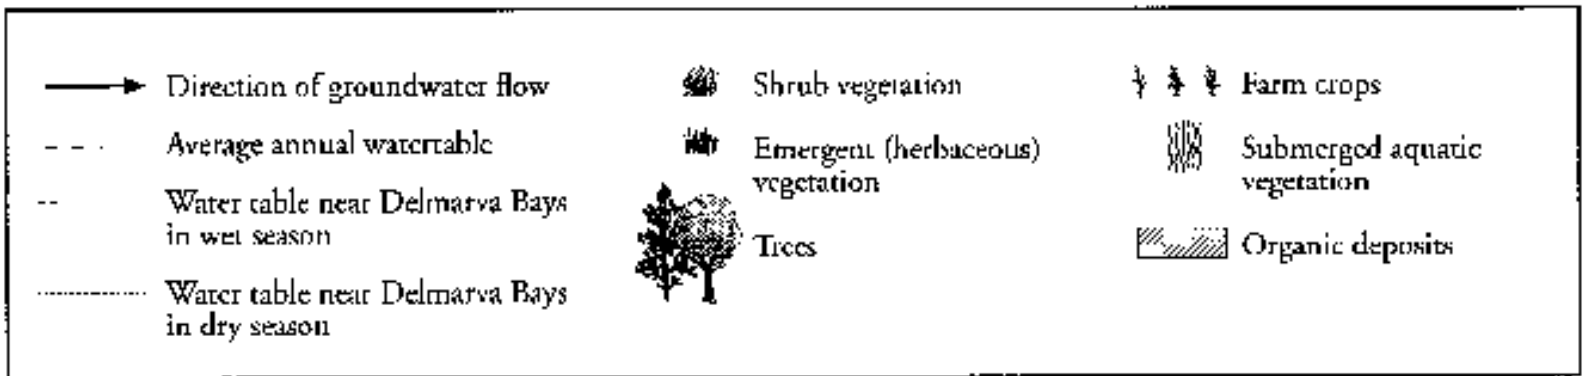 Direction of groundwater flow
Average annual watertable
Water table near Delmarva Bays
in wet season
Water table near Delmarva Bays
in dry season
Shrub vegetation
Emergent (herbaceous)
vegetation
Trees
Farm crops
Submerged aquatic
vegetation
Organic deposits